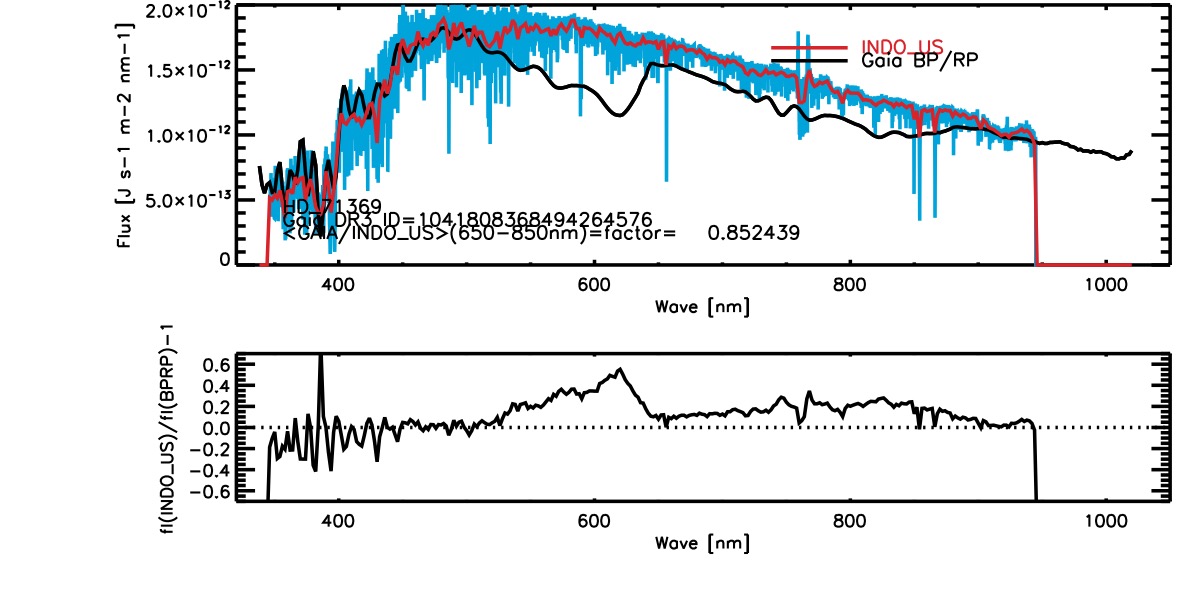 2.0×10−12
1.5×10−12
1.0×10−12
5.0×10−13
0
Flux [J s−1 m−2 nm−1]
INDO_US
Gaia BP/RP
HD_71369
Gaia DR3 ID=1041808368494264576
<GAIA/INDO_US>(650−850nm)=factor= 0.852439
400 600 800 1000
Wave [nm]
fl(INDO_US)/fl(BPRP)−1
0.6
0.4
0.2
0.0
−0.2
−0.4
−0.6
400 600 800 1000
Wave [nm]